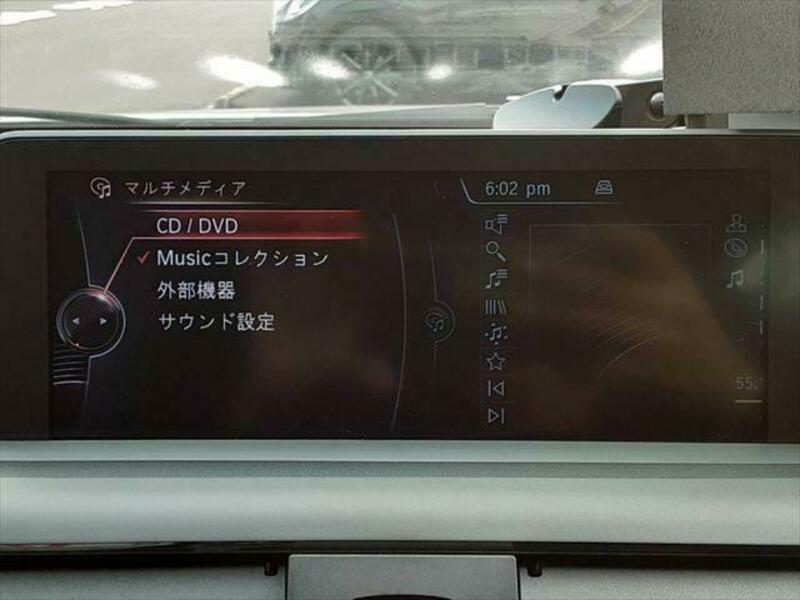 マルチメディア
6:02 pm
CD / DVD
Musicコレクション
外部機器
サウンド設定
55: